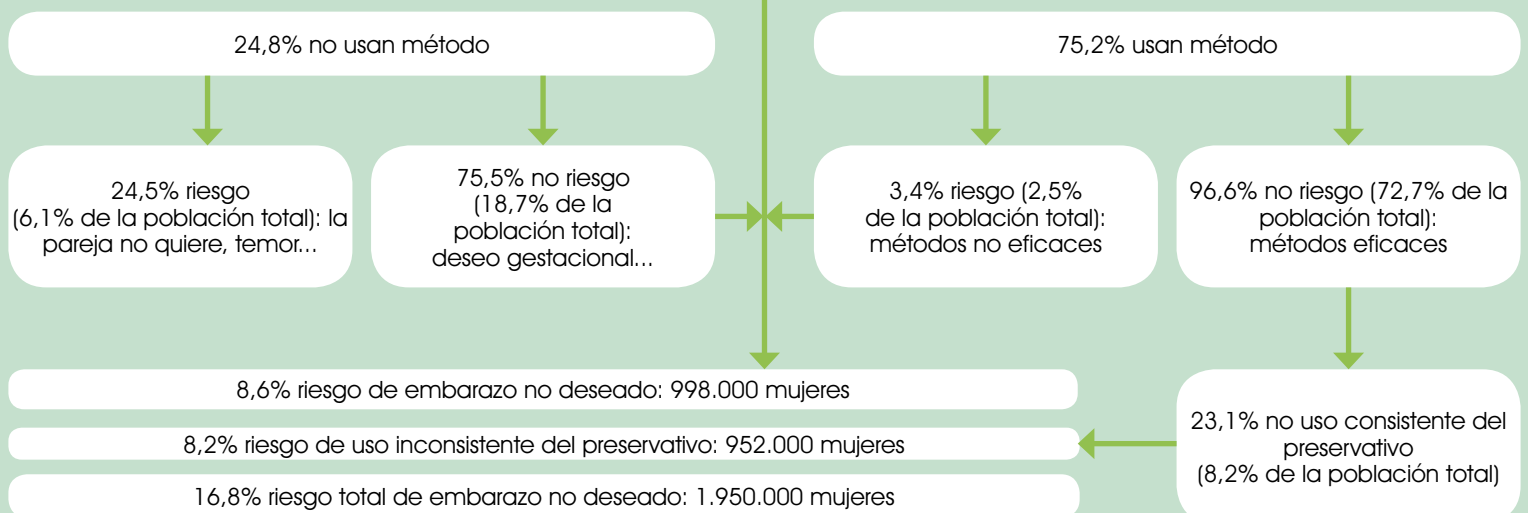 24,8% no usan método
75,2% usan método
24,5% riesgo
(6,1% de la población total): la
pareja no quiere, temor...
75,5% no riesgo
(18,7% de la
población total):
deseo gestacional...
3,4% riesgo (2,5%
de la población total):
métodos no eficaces
96,6% no riesgo (72,7% de la
población total):
métodos eficaces
8,6% riesgo de embarazo no deseado: 998.000 mujeres
8,2% riesgo de uso inconsistente del preservativo: 952.000 mujeres
16,8% riesgo total de embarazo no deseado: 1.950.000 mujeres
23,1% no uso consistente del
preservativo
(8,2% de la población total)